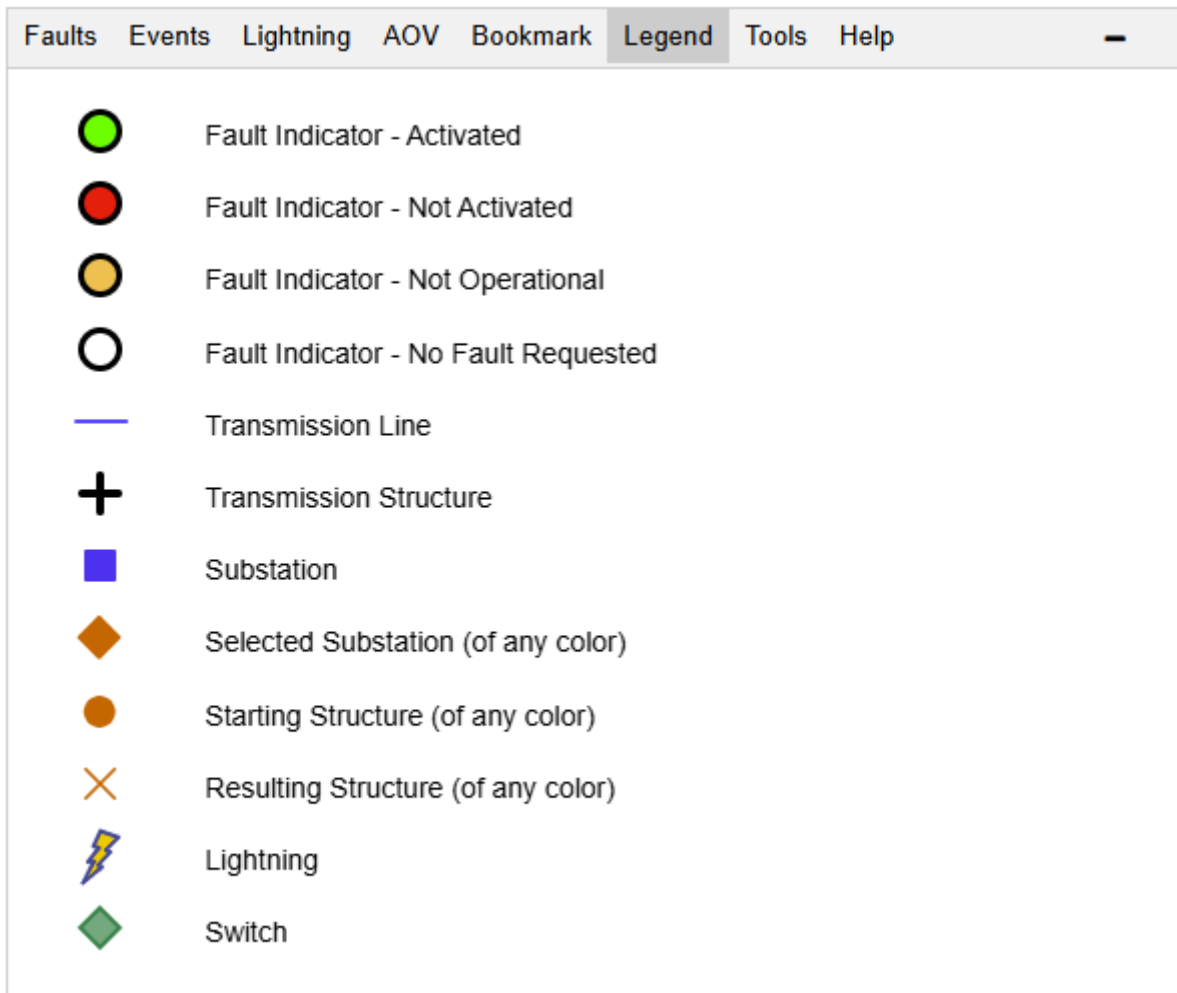 Faults Events Lightning AOV Bookmark Legend Tools Help
Fault Indicator - Activated
Fault Indicator - Not Activated
Fault Indicator - Not Operational
Fault Indicator - No Fault Requested
Transmission Line
Transmission Structure
Substation
Selected Substation (of any color)
Starting Structure (of any color)
Resulting Structure (of any color)
Lightning
Switch